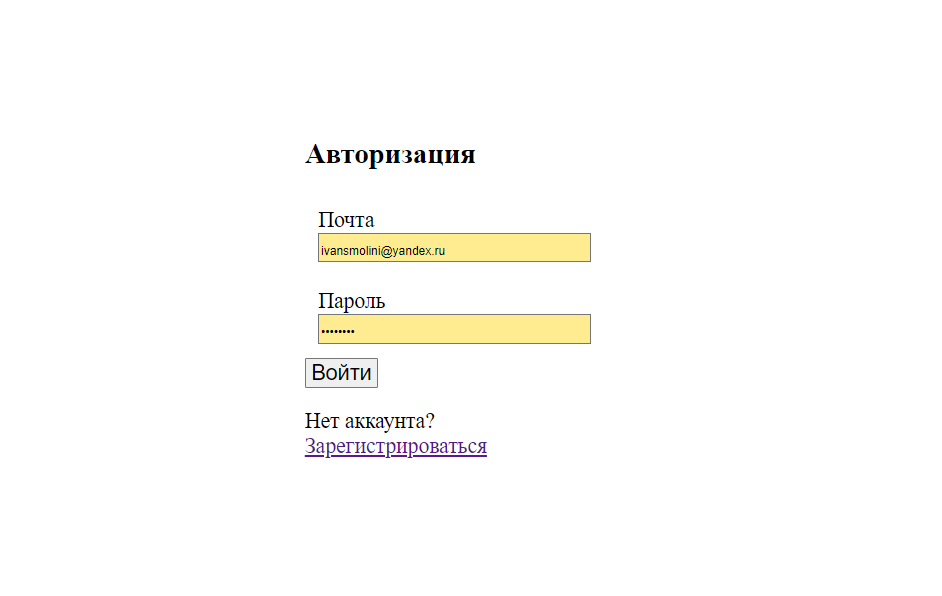 Авторизация
Почта
ivansmolini@yandex.ru
Пароль
••••••••
Войти
Нет аккаунта?
Зарегистрироваться